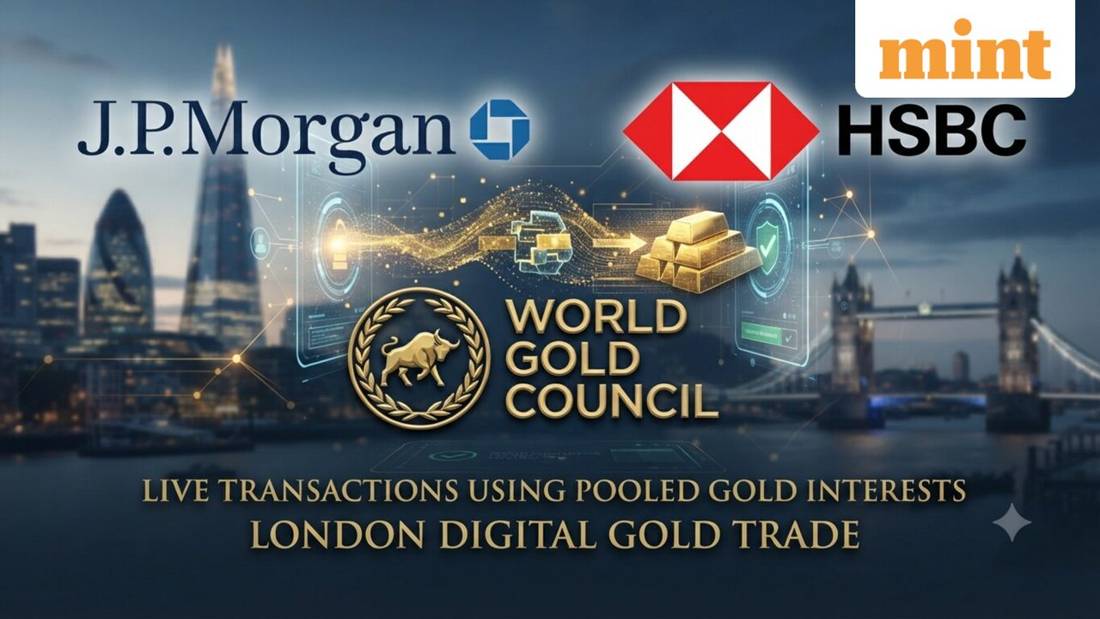 mint
J.P.Morgan
HSBC
WORLD
GOLD
COUNCIL
LIVE TRANSACTIONS USING POOLED GOLD INTERESTS
LONDON DIGITAL GOLD TRADE